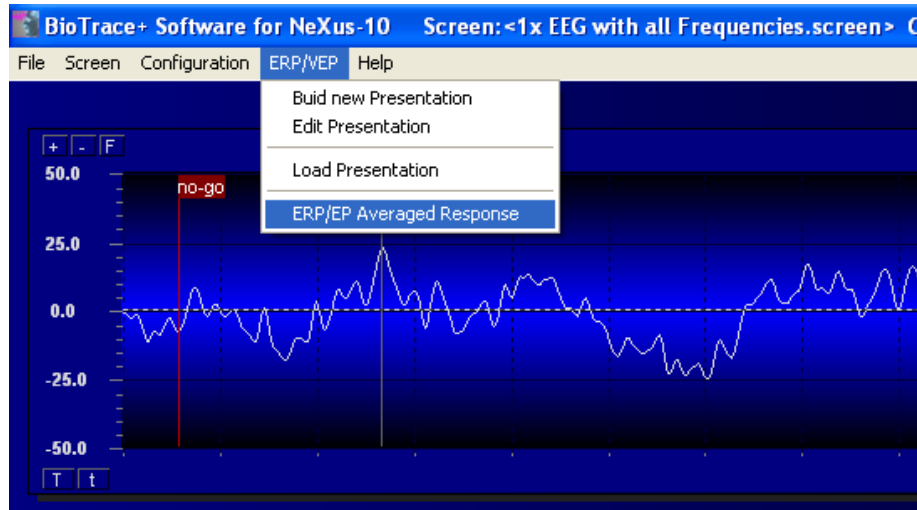 BioTrace+ Software for NeXus-10 Screen:<1x EEG with all Frequencies.screen>
File Screen Configuration ERP/VEP Help
Buid new Presentation
Edit Presentation
Load Presentation
ERP/EP Averaged Response
+ - F
50.0
no-go
25.0
0.0
-25.0
-50.0
T t